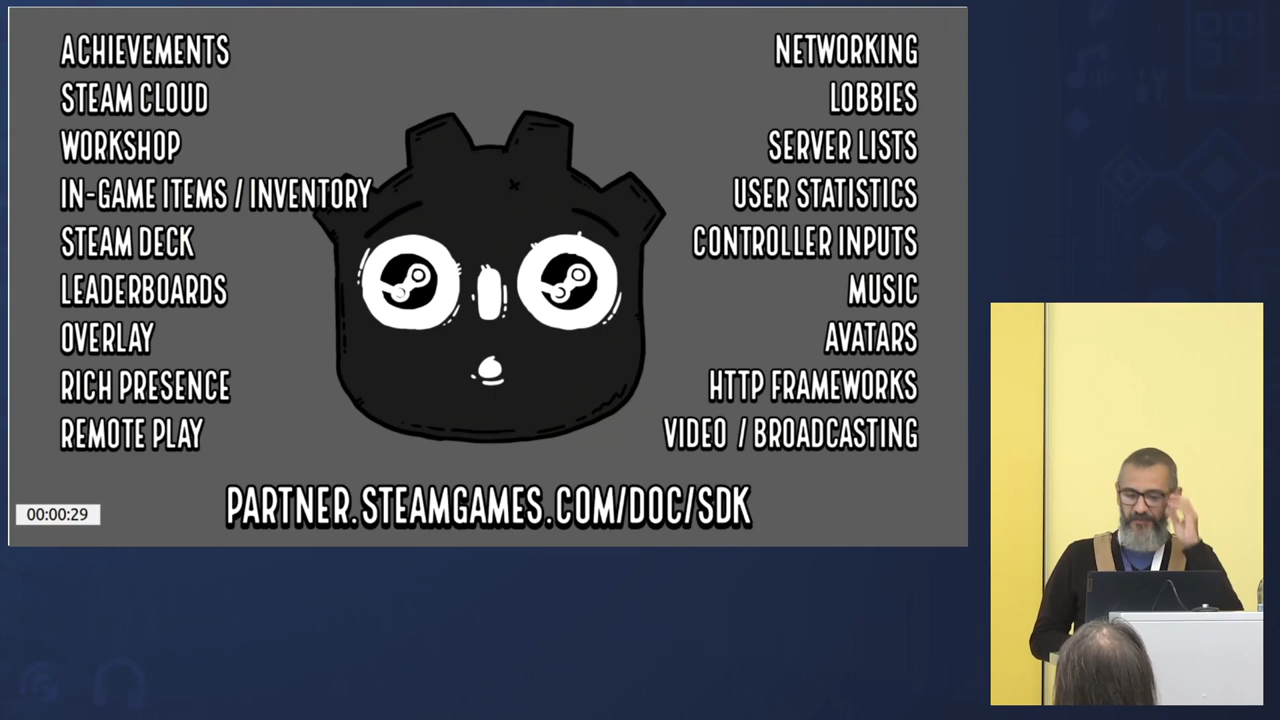 ACHIEVEMENTS
STEAM CLOUD
WORKSHOP
IN-GAME ITEMS / INVENTORY
STEAM DECK
LEADERBOARDS
OVERLAY
RICH PRESENCE
REMOTE PLAY
NETWORKING
LOBBIES
SERVER LISTS
USER STATISTICS
CONTROLLER INPUTS
MUSIC
AVATARS
HTTP FRAMEWORKS
VIDEO / BROADCASTING
PARTNER.STEAMGAMES.COM/DOC/SDK
00:00:29